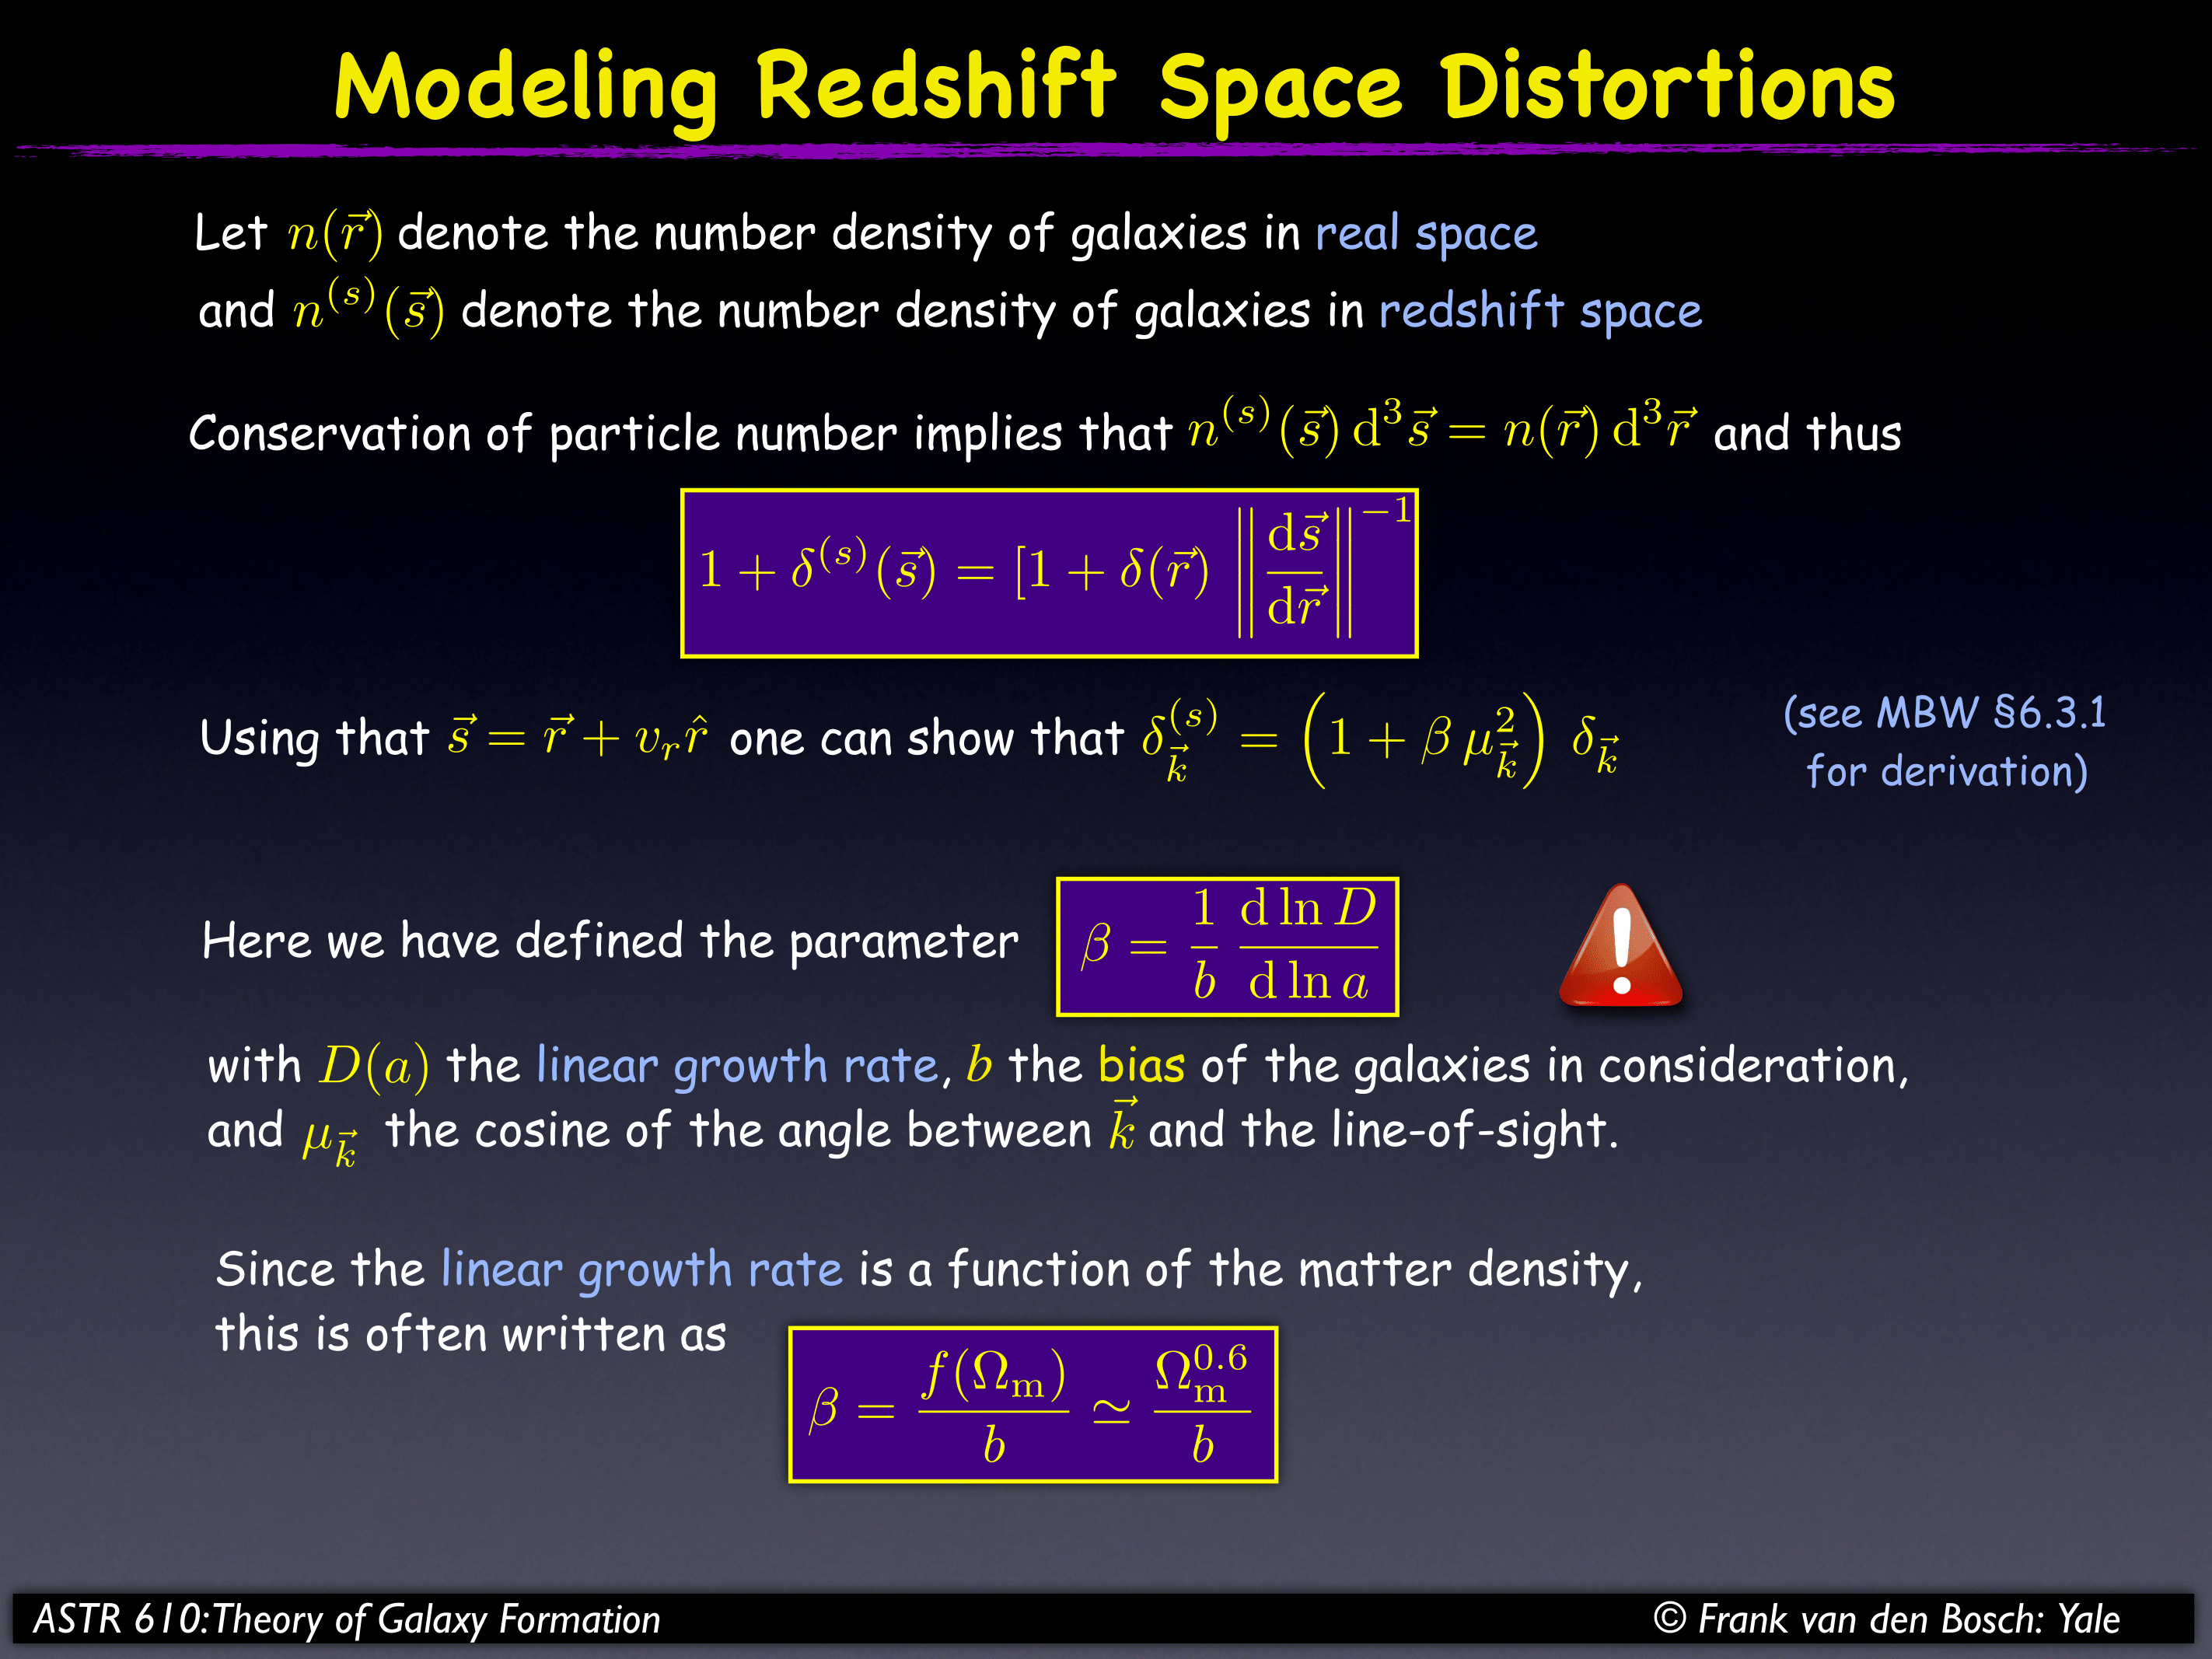 Modeling Redshift Space Distortions
Let $n(\vec{r})$ denote the number density of galaxies in real space
and $n^{(s)}(\vec{s})$ denote the number density of galaxies in redshift space
Conservation of particle number implies that $n^{(s)}(\vec{s})\,\mathrm{d}^3\vec{s} = n(\vec{r})\,\mathrm{d}^3\vec{r}$ and thus
$1 + \delta^{(s)}(\vec{s}) = [1 + \delta(\vec{r}) \left\| \frac{\mathrm{d}\vec{s}}{\mathrm{d}\vec{r}} \right\|^{-1}$
Using that $\vec{s} = \vec{r} + v_r \hat{r}$ one can show that $\delta^{(s)}_{\vec{k}} = \left(1 + \beta\,\mu^2_{\vec{k}}\right) \delta_{\vec{k}}$
(see MBW §6.3.1
for derivation)
Here we have defined the parameter $\beta = \frac{1}{b} \frac{\mathrm{d}\ln D}{\mathrm{d}\ln a}$
!
with $D(a)$ the linear growth rate, $b$ the bias of the galaxies in consideration,
and $\mu_{\vec{k}}$ the cosine of the angle between $\vec{k}$ and the line-of-sight.
Since the linear growth rate is a function of the matter density,
this is often written as
$\beta = \frac{f(\Omega_{\mathrm{m}})}{b} \simeq \frac{\Omega_{\mathrm{m}}^{0.6}}{b}$
ASTR 610:Theory of Galaxy Formation
© Frank van den Bosch: Yale